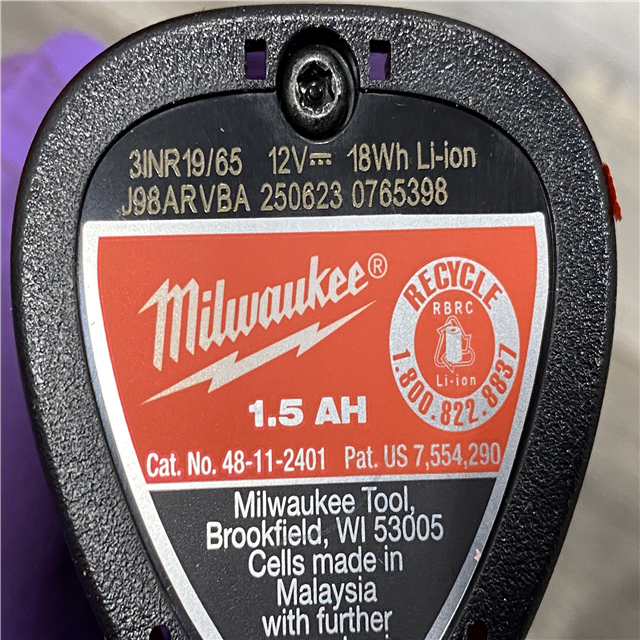 3INR19/65 12V⎓ 18Wh Li-ion
J98ARVBA 250623 0765398
Milwaukee®
RECYCLE
RBRC
Li-ion
1.800.822.8837
1.5 AH
Cat. No. 48-11-2401 Pat. US 7,554,290
Milwaukee Tool,
Brookfield, WI 53005
Cells made in
Malaysia
with further